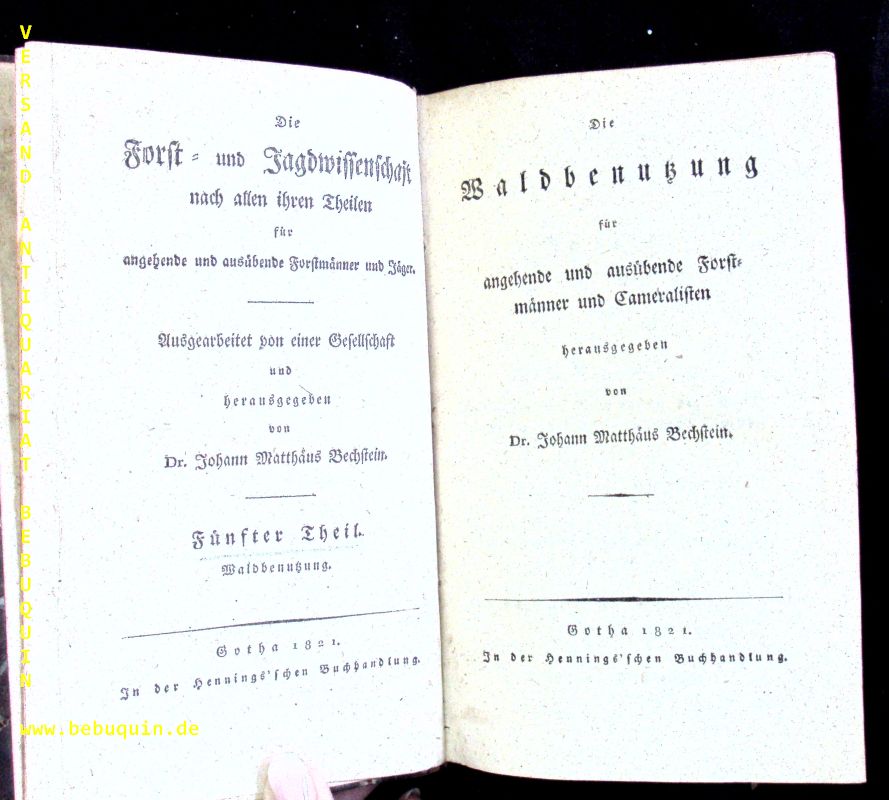 VERSAND ANTIQUARIAT BEBUQUIN
Die
Forst- und Jagdwissenschaft
nach allen ihren Theilen
für
angehende und ausübende Forstmänner und Jäger.
Ausgearbeitet von einer Gesellschaft
und
herausgegeben
von
Dr. Johann Matthäus Bechstein.
Fünfter Theil.
Waldbenutzung.
Gotha 1821.
In der Hennings'schen Buchhandlung.
www.bebuquin.de
Die
Waldbenutzung
für
angehende und ausübende Forst-
männer und Cameralisten
herausgegeben
von
Dr. Johann Matthäus Bechstein.
Gotha 1821.
In der Hennings'schen Buchhandlung.